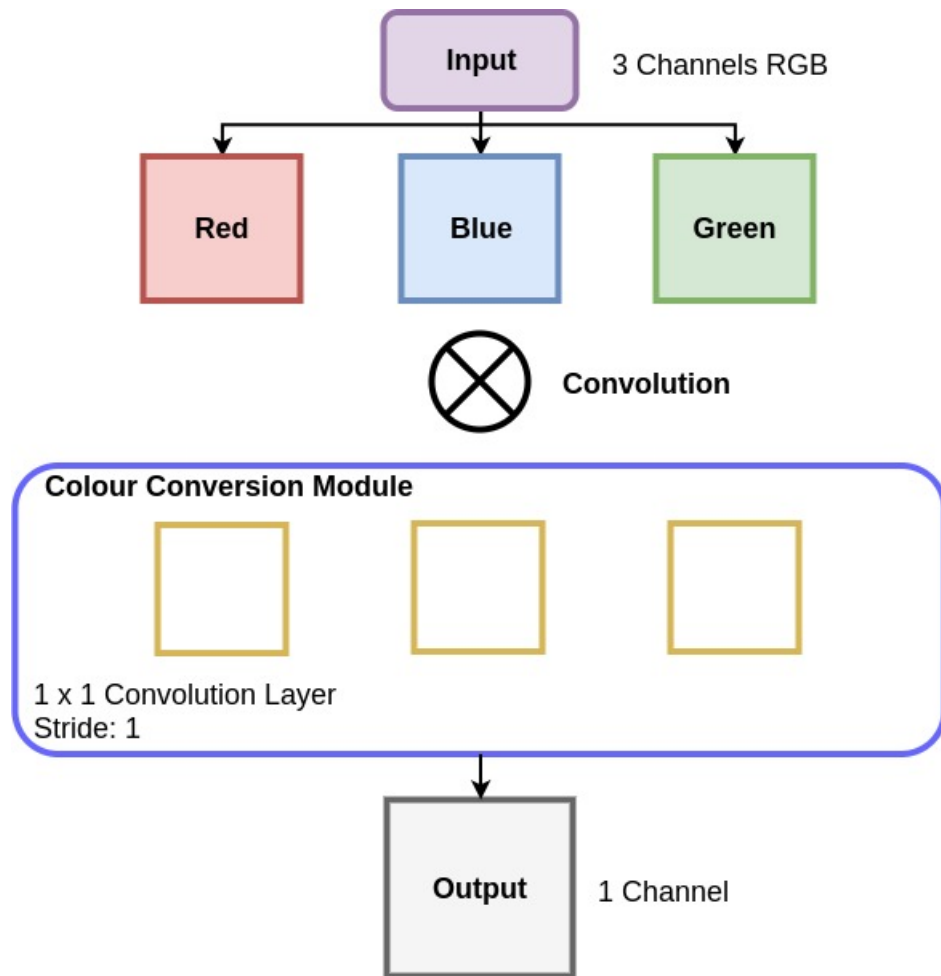 Input
3 Channels RGB
Red
Blue
Green
Convolution
Colour Conversion Module
1 x 1 Convolution Layer
Stride: 1
Output
1 Channel